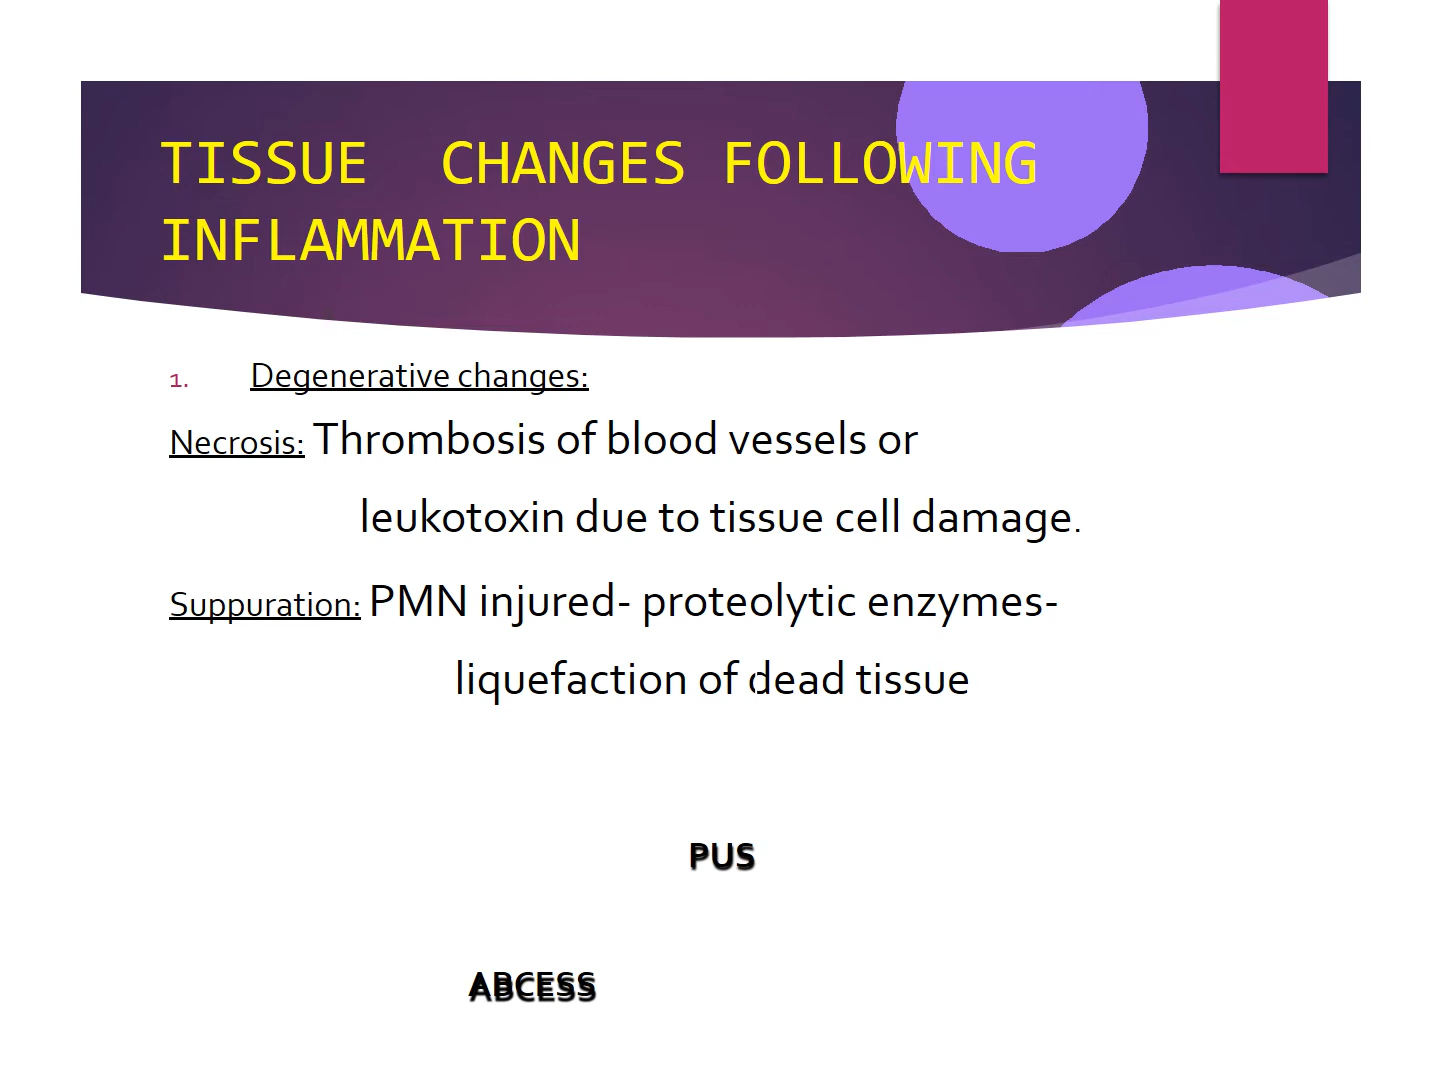 TISSUE CHANGES FOLLOWING
INFLAMMATION
1. Degenerative changes:
Necrosis: Thrombosis of blood vessels or
leukotoxin due to tissue cell damage.
Suppuration: PMN injured- proteolytic enzymes-
liquefaction of dead tissue
PUS
ABCESS